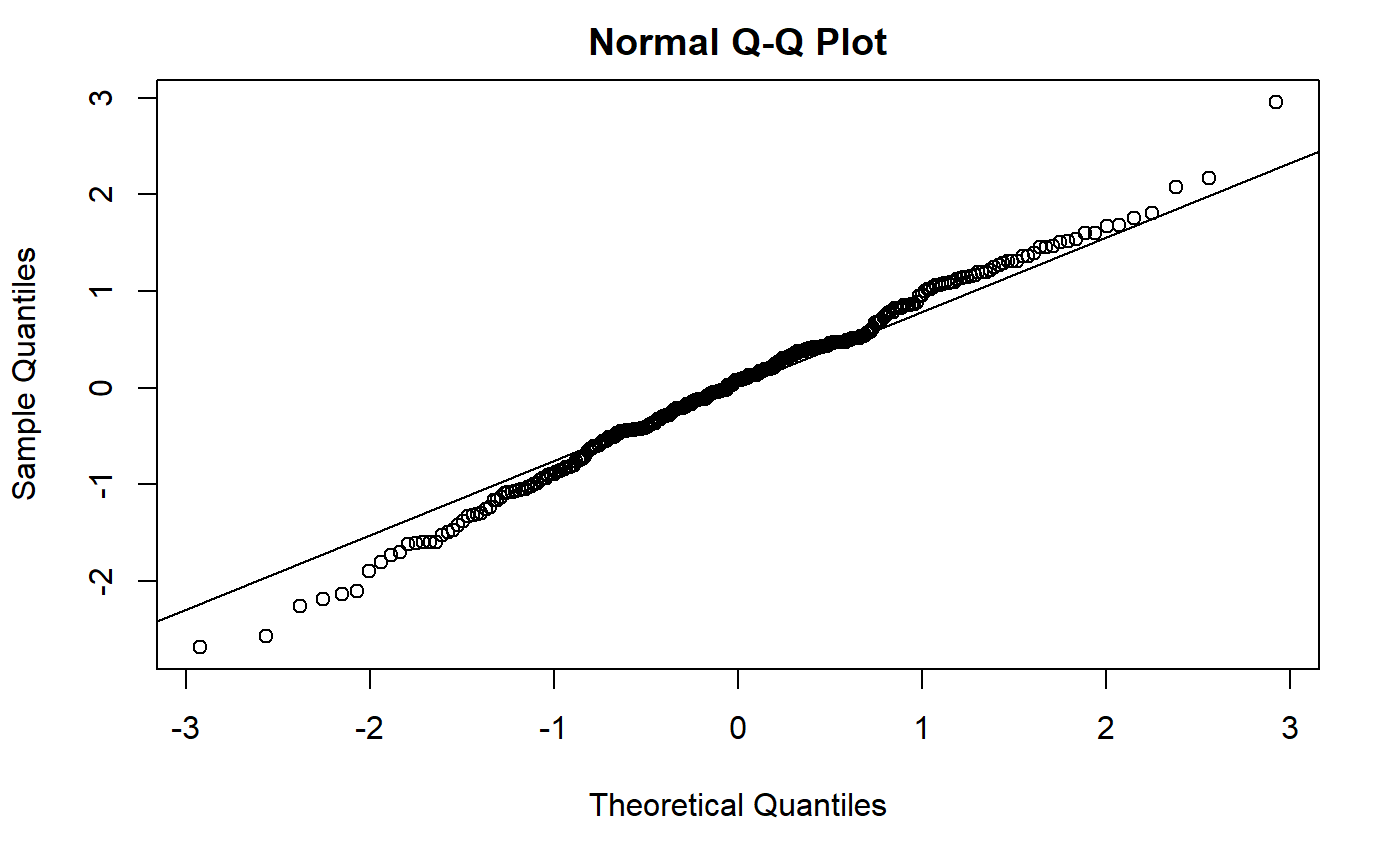 Normal Q-Q Plot
3
2
1
0
-1
-2
Sample Quantiles
-3 -2 -1 0 1 2 3
Theoretical Quantiles